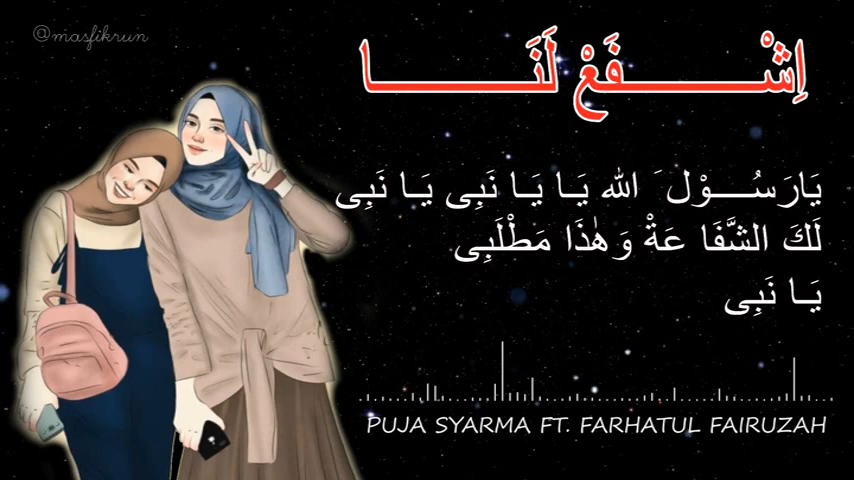 @masfikrun
اِشْفَعْ لَنَا
يَارَسُوْل َ الله يَا يَا نَبِى يَا نَبِى
لَكَ الشَّفَا عَةْ وَهٰذَا مَطْلَبِى
يَا نَبِى
PUJA SYARMA FT. FARHATUL FAIRUZAH